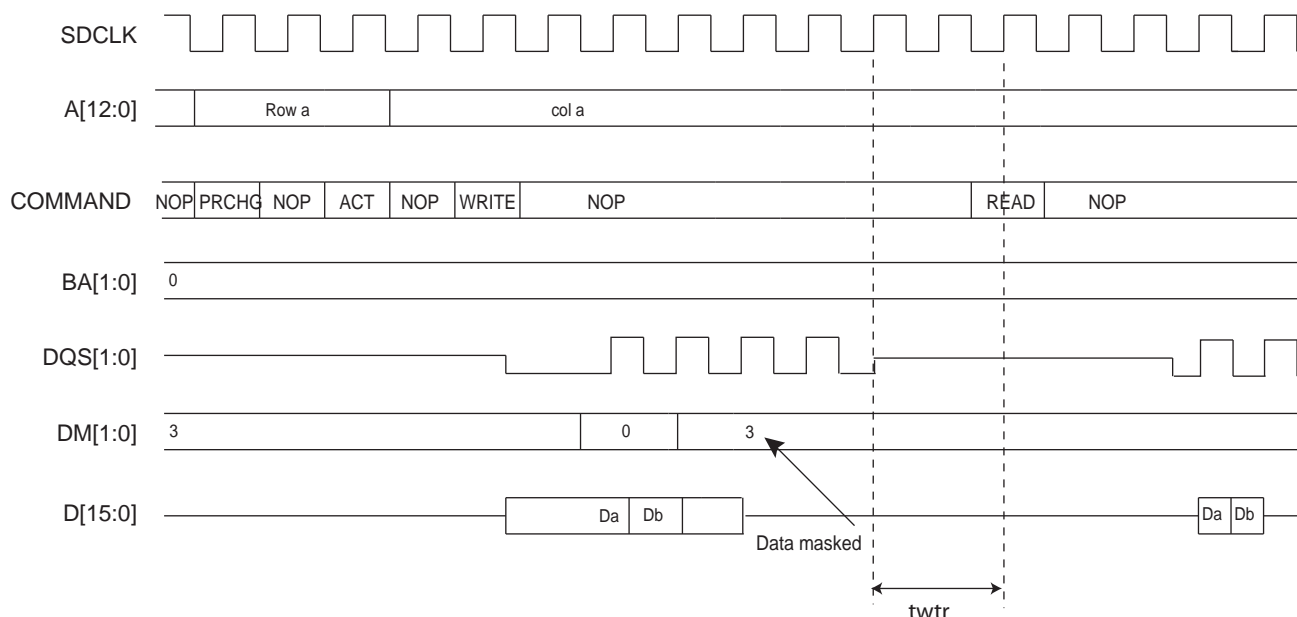 SDCLK
A[12:0] Row a col a
COMMAND NOP PRCHG NOP ACT NOP WRITE NOP READ NOP
BA[1:0] 0
DQS[1:0]
DM[1:0] 3 0 3
D[15:0] Da Db Da Db
Data masked
twtr